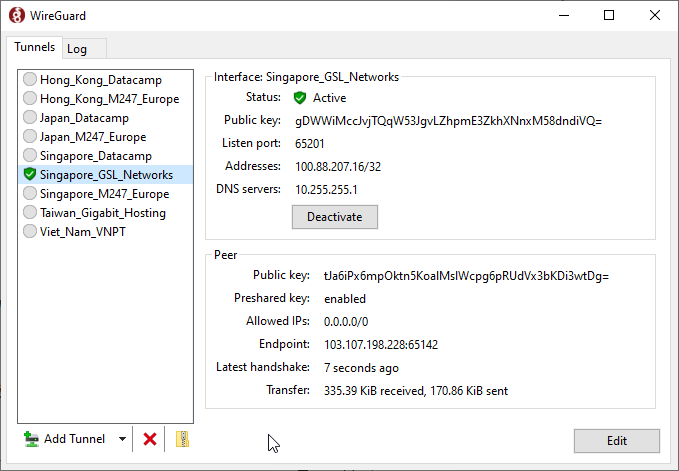 WireGuard
Tunnels Log
Hong_Kong_Datacamp
Hong_Kong_M247_Europe
Japan_Datacamp
Japan_M247_Europe
Singapore_Datacamp
Singapore_GSL_Networks
Singapore_M247_Europe
Taiwan_Gigabit_Hosting
Viet_Nam_VNPT
Interface: Singapore_GSL_Networks
Status: Active
Public key: gDWWiMccJvjTQqW53JgvLZhpmE3ZkhXNnxM58dndiVQ=
Listen port: 65201
Addresses: 100.88.207.16/32
DNS servers: 10.255.255.1
Deactivate
Peer
Public key: tJa6iPx6mpOktn5KoaIMsIWcpg6pRUdVx3bKDi3wtDg=
Preshared key: enabled
Allowed IPs: 0.0.0.0/0
Endpoint: 103.107.198.228:65142
Latest handshake: 7 seconds ago
Transfer: 335.39 KiB received, 170.86 KiB sent
Add Tunnel
Edit